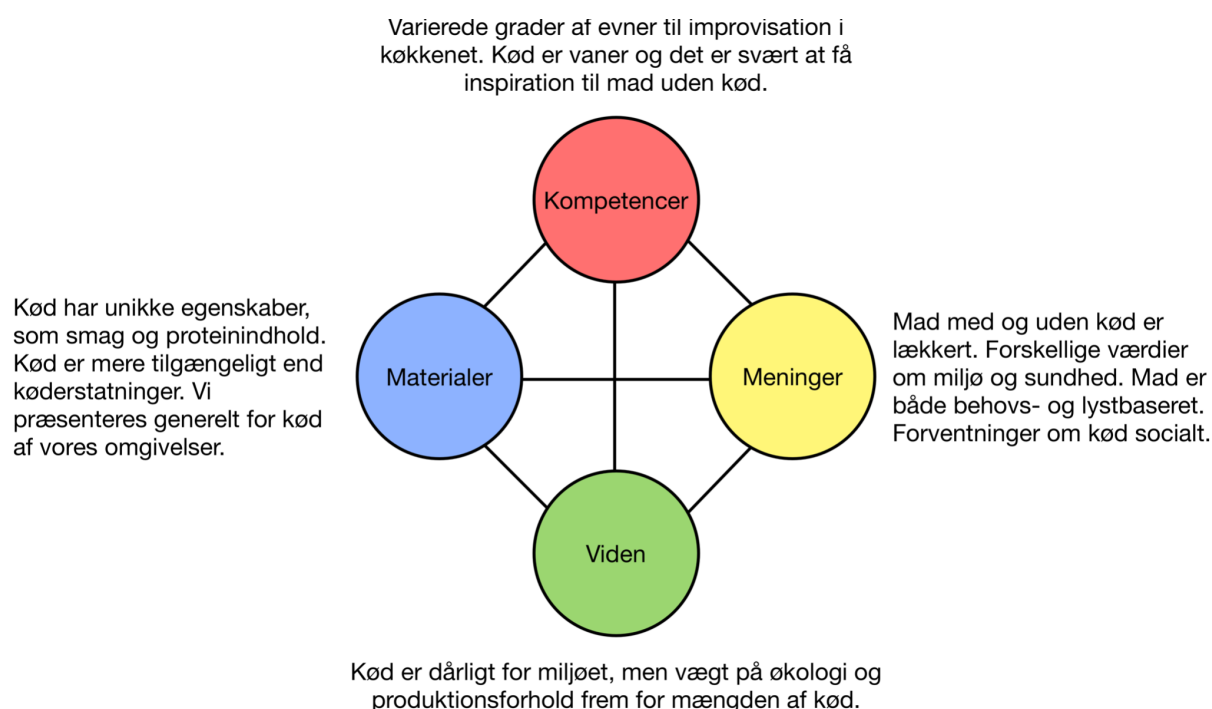 Varierede grader af evner til improvisation i
køkkenet. Kød er vaner og det er svært at få
inspiration til mad uden kød.
Kompetencer
Kød har unikke egenskaber,
som smag og proteinindhold.
Kød er mere tilgængeligt end
køderstatninger. Vi
præsenteres generelt for kød
af vores omgivelser.
Materialer
Meninger
Mad med og uden kød er
lækkert. Forskellige værdier
om miljø og sundhed. Mad er
både behovs- og lystbaseret.
Forventninger om kød socialt.
Viden
Kød er dårligt for miljøet, men vægt på økologi og
produktionsforhold frem for mængden af kød.